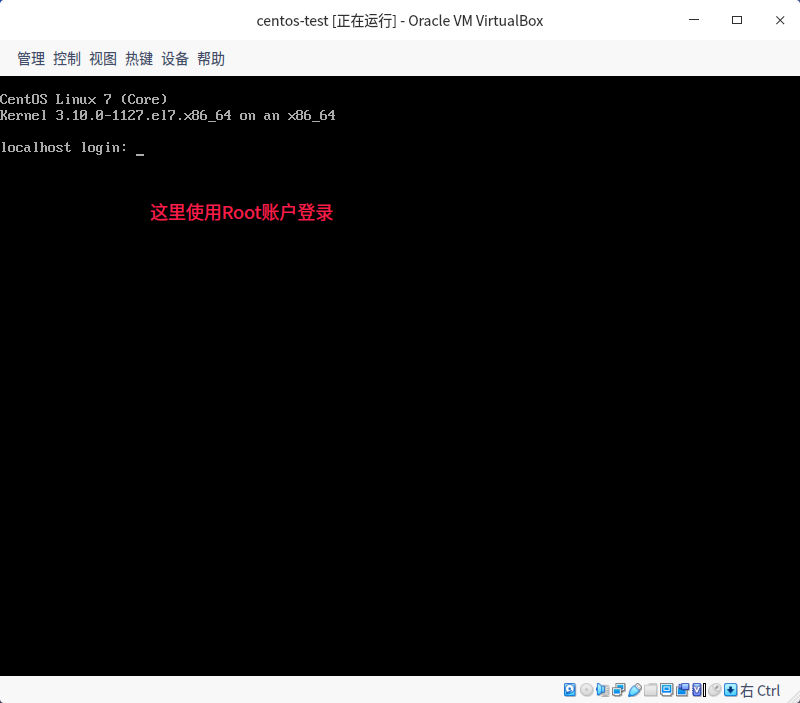 centos-test [正在运行] - Oracle VM VirtualBox
管理 控制 视图 热键 设备 帮助
CentOS Linux 7 (Core)
Kernel 3.10.0-1127.el7.x86_64 on an x86_64
localhost login: _
这里使用Root账户登录
右 Ctrl